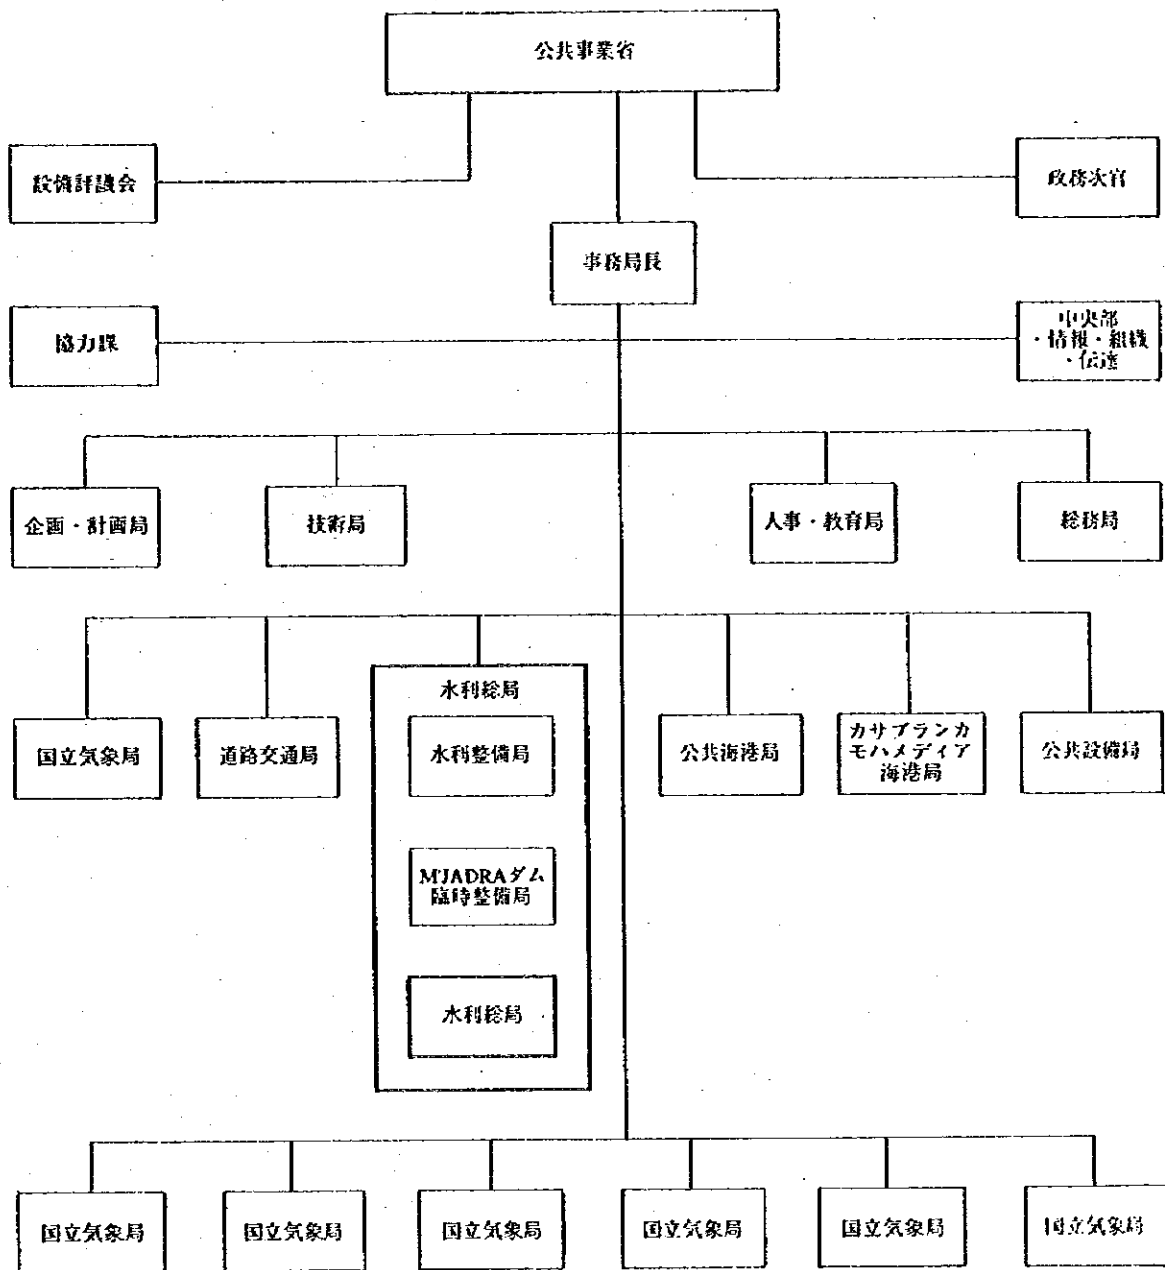 公共事業省
設備評議会
政務次官
事務局長
協力課
中央部
・情報・組織
・伝達
企画・計画局
技術局
人事・教育局
総務局
水利総局
国立気象局
道路交通局
水利整備局
公共海港局
カサブランカ
モハメディア
海港局
公共設備局
M'JADRAダム
臨時整備局
水利総局
国立気象局
国立気象局
国立気象局
国立気象局
国立気象局
国立気象局